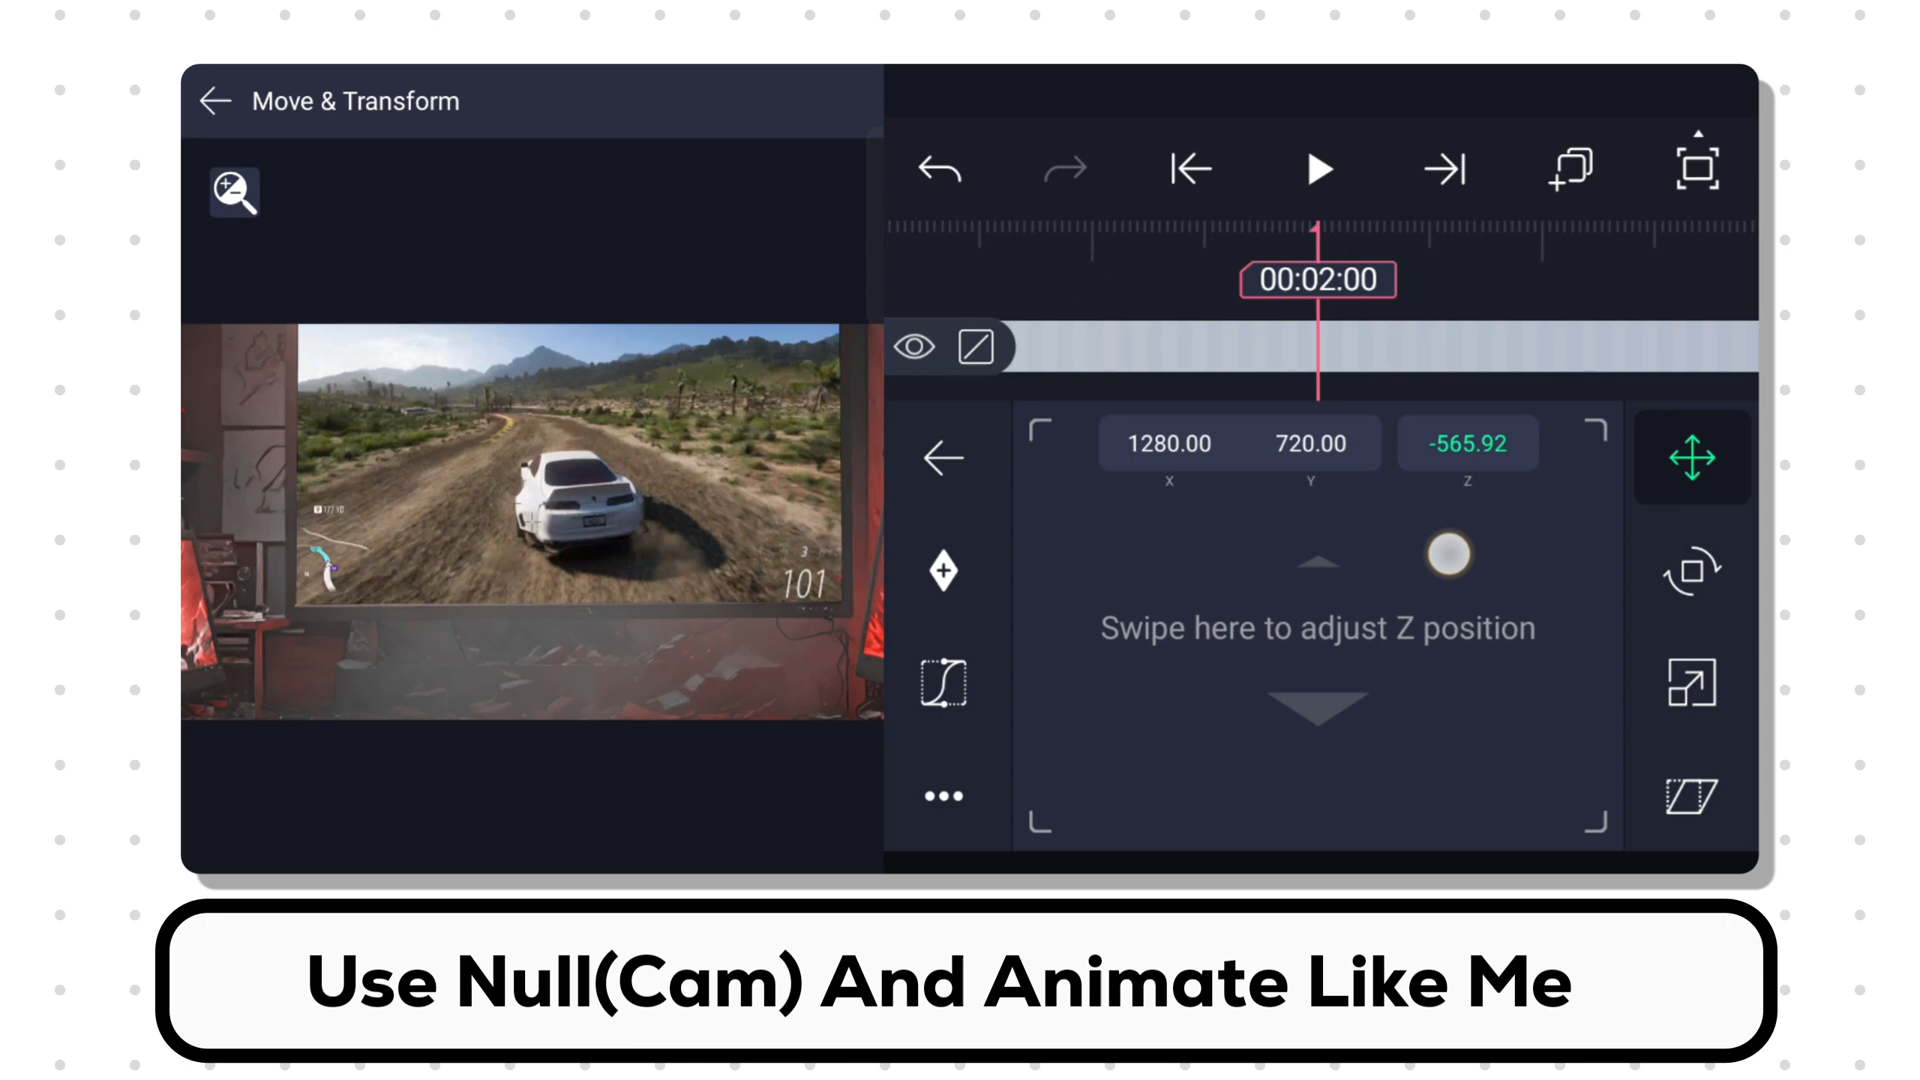 Move & Transform
00:02:00
1280.00 720.00 -565.92
X Y Z
Swipe here to adjust Z position
3
101
Use Null(Cam) And Animate Like Me